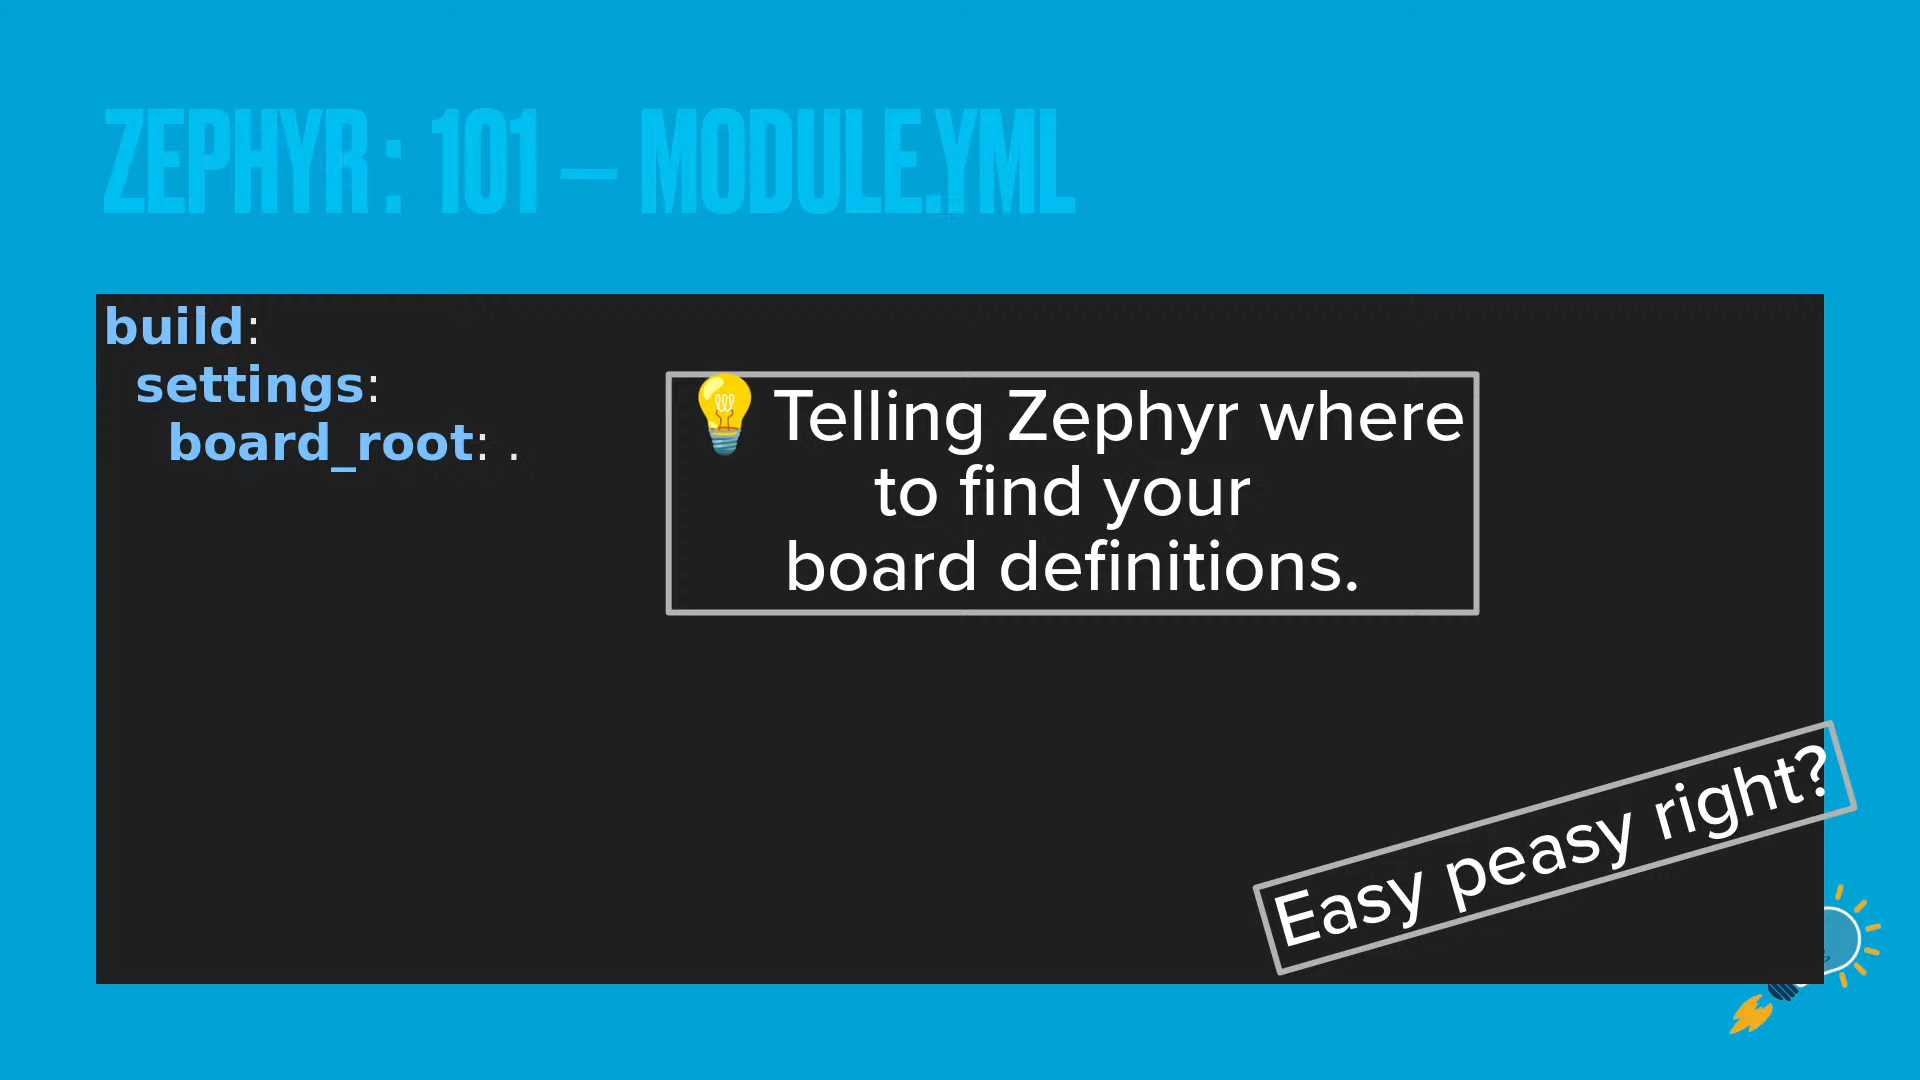 ZEPHYR: 101 – MODULE.YML
build:
settings:
board_root: .
💡 Telling Zephyr where
to find your
board definitions.
Easy peasy right?